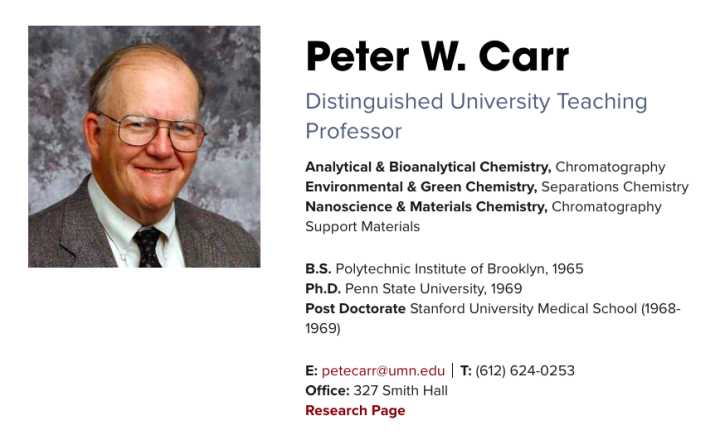 Peter W. Carr
Distinguished University Teaching
Professor
Analytical & Bioanalytical Chemistry, Chromatography
Environmental & Green Chemistry, Separations Chemistry
Nanoscience & Materials Chemistry, Chromatography
Support Materials
B.S. Polytechnic Institute of Brooklyn, 1965
Ph.D. Penn State University, 1969
Post Doctorate Stanford University Medical School (1968-
1969)
E: petecarr@umn.edu | T: (612) 624-0253
Office: 327 Smith Hall
Research Page